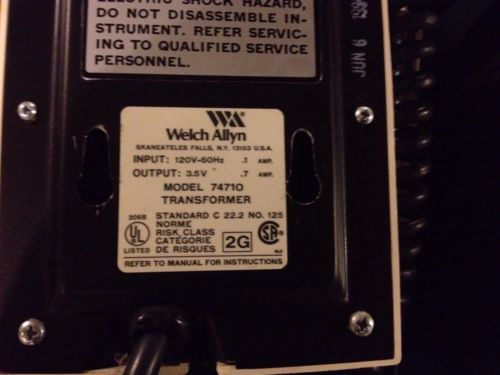 ELECTRIC SHOCK HAZARD,
DO NOT DISASSEMBLE IN-
STRUMENT. REFER SERVIC-
ING TO QUALIFIED SERVICE
PERSONNEL.
JUN 6
WA
Welch Allyn
SKANEATELES FALLS, N.Y. 13153 U.S.A.
INPUT: 120V-60Hz .1 AMP.
OUTPUT: 3.5V .7 AMP.
MODEL 74710
TRANSFORMER
206B
UL
LISTED
STANDARD C 22.2 NO. 125
NORME
RISK CLASS
CATÉGORIE
DE RISQUES
2G
SA
REFER TO MANUAL FOR INSTRUCTIONS